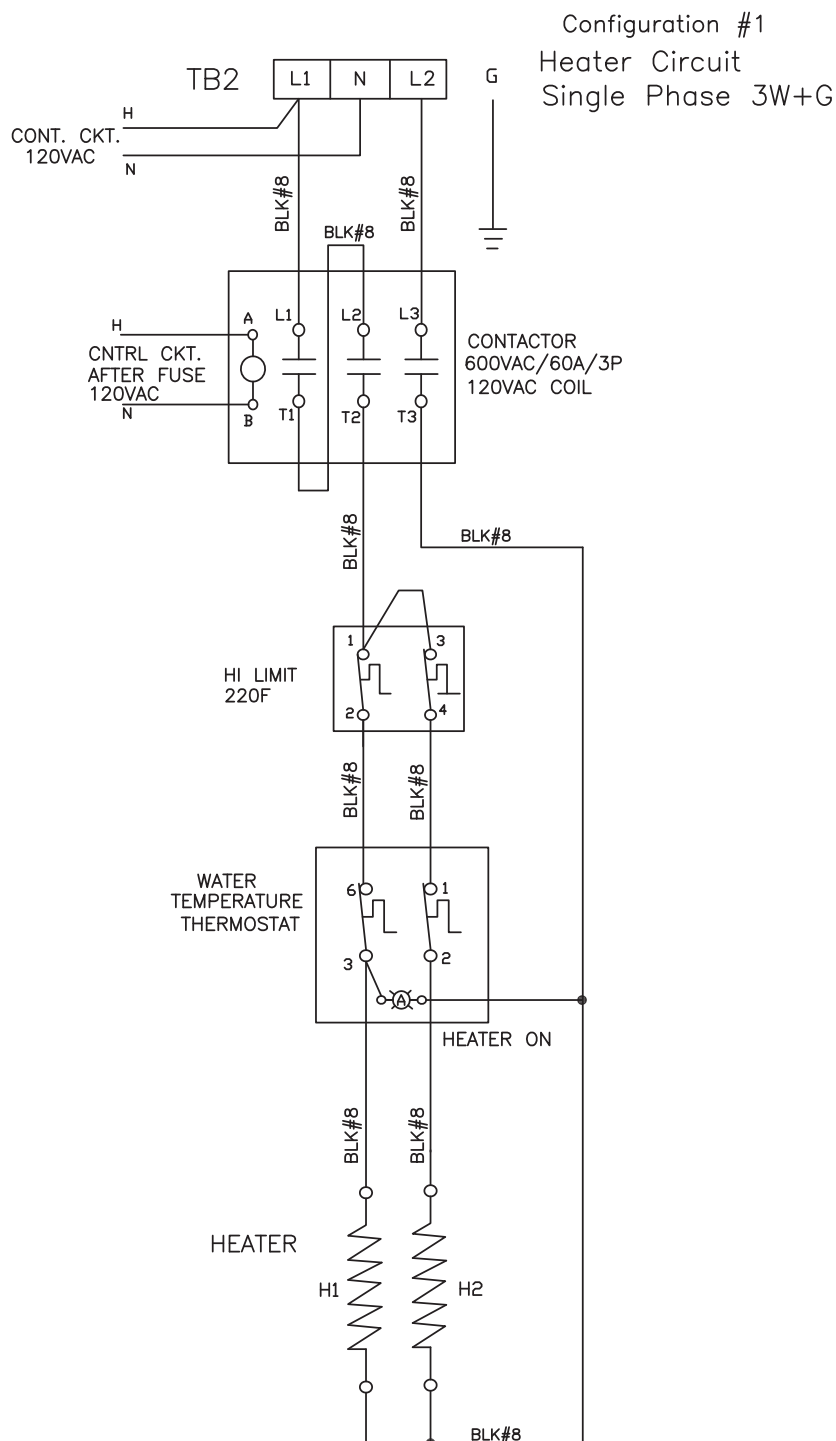 Configuration #1
Heater Circuit
Single Phase 3W+G
TB2
L1 N L2
G
H
CONT. CKT.
120VAC
N
BLK#8
BLK#8
BLK#8
L1
L2
L3
A
H
CNTRL CKT.
AFTER FUSE
120VAC
N
B
T1
T2
T3
CONTACTOR
600VAC/60A/3P
120VAC COIL
BLK#8
BLK#8
1
3
HI LIMIT
220F
2
4
BLK#8
BLK#8
WATER
TEMPERATURE
THERMOSTAT
6
1
3
2
A
HEATER ON
BLK#8
BLK#8
HEATER
H1
H2
BLK#8